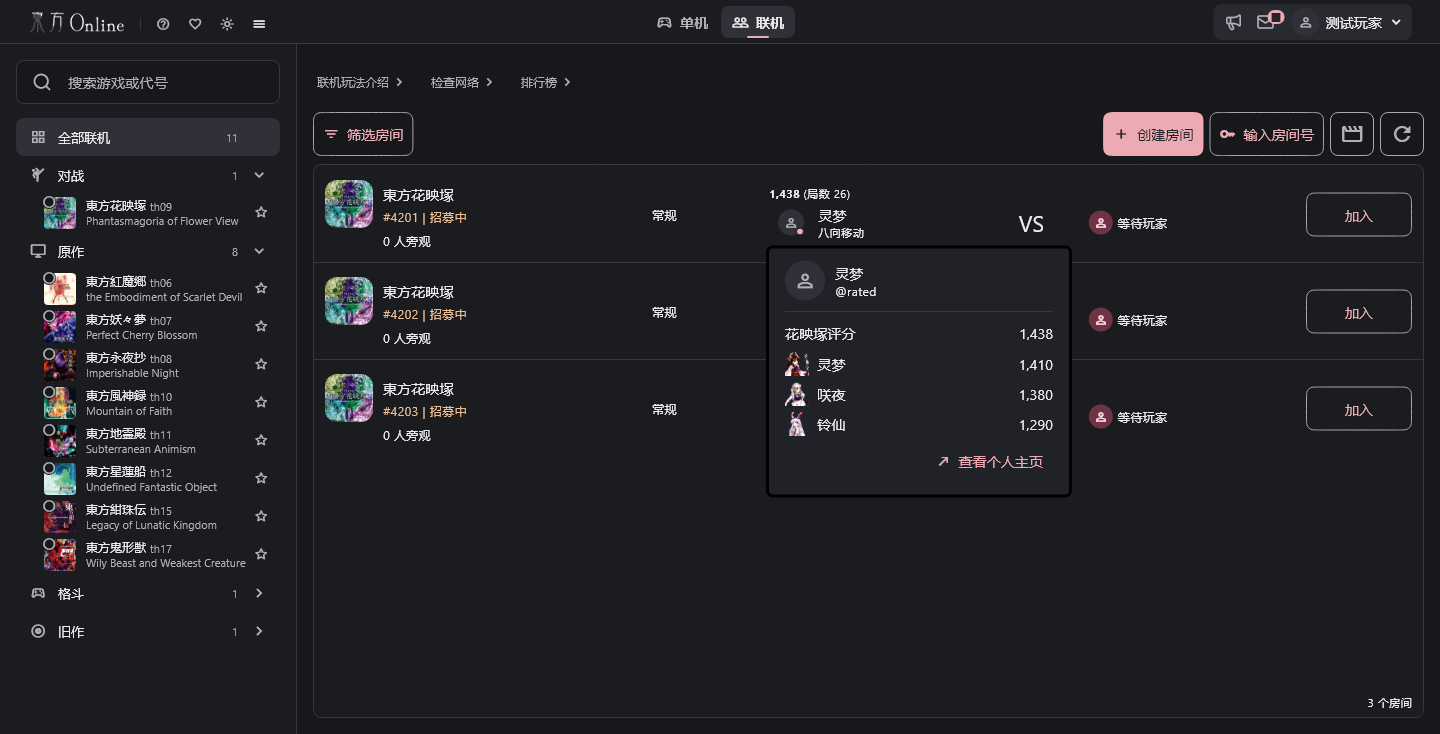 東方Online
单机
联机
测试玩家
搜索游戏或代号
全部联机 11
对战 1
東方花映塚 th09
Phantasmagoria of Flower View
原作 8
東方紅魔郷 th06
the Embodiment of Scarlet Devil
東方妖々夢 th07
Perfect Cherry Blossom
東方永夜抄 th08
Imperishable Night
東方風神録 th10
Mountain of Faith
東方地霊殿 th11
Subterranean Animism
東方星蓮船 th12
Undefined Fantastic Object
東方紺珠伝 th15
Legacy of Lunatic Kingdom
東方鬼形獣 th17
Wily Beast and Weakest Creature
格斗 1
旧作 1
联机玩法介绍
检查网络
排行榜
筛选房间
创建房间
输入房间号
東方花映塚
#4201 | 招募中
0 人旁观
常规
1,438 (局数 26)
灵梦
八向移动
VS
等待玩家
加入
東方花映塚
#4202 | 招募中
0 人旁观
常规
等待玩家
加入
東方花映塚
#4203 | 招募中
0 人旁观
常规
等待玩家
加入
灵梦
@rated
花映塚评分 1,438
灵梦 1,410
咲夜 1,380
铃仙 1,290
查看个人主页
3 个房间